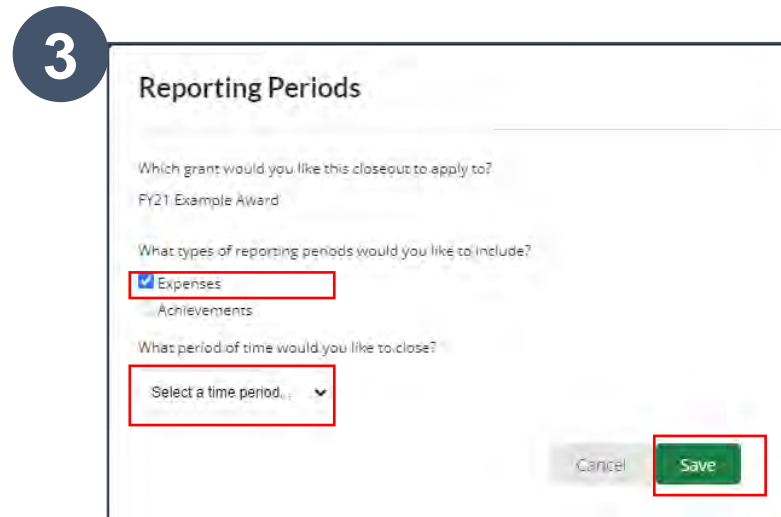 3
Reporting Periods
Which grant would you like this closeout to apply to?
FY21 Example Award
What types of reporting periods would you like to include?
Expenses
Achievements
What period of time would you like to close?
Select a time period...
Cancel
Save